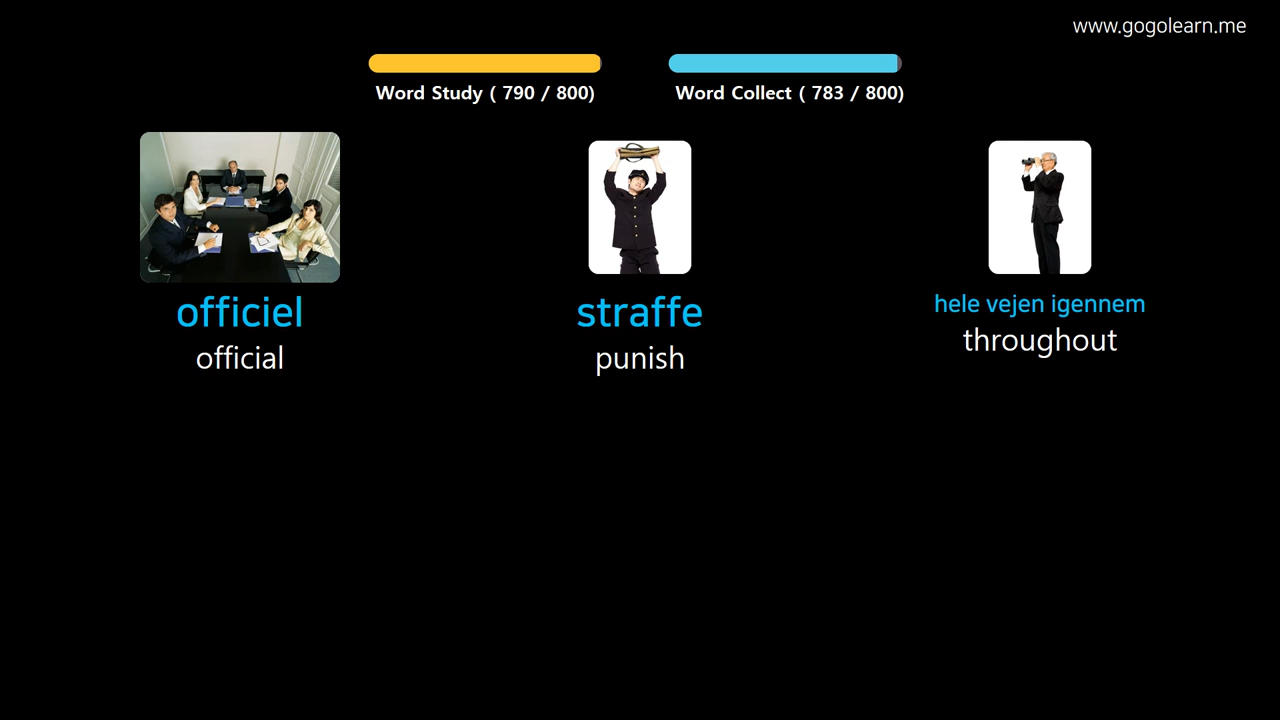 www.gogolearn.me
Word Study ( 790 / 800)
Word Collect ( 783 / 800)
officiel
official
straffe
punish
hele vejen igennem
throughout